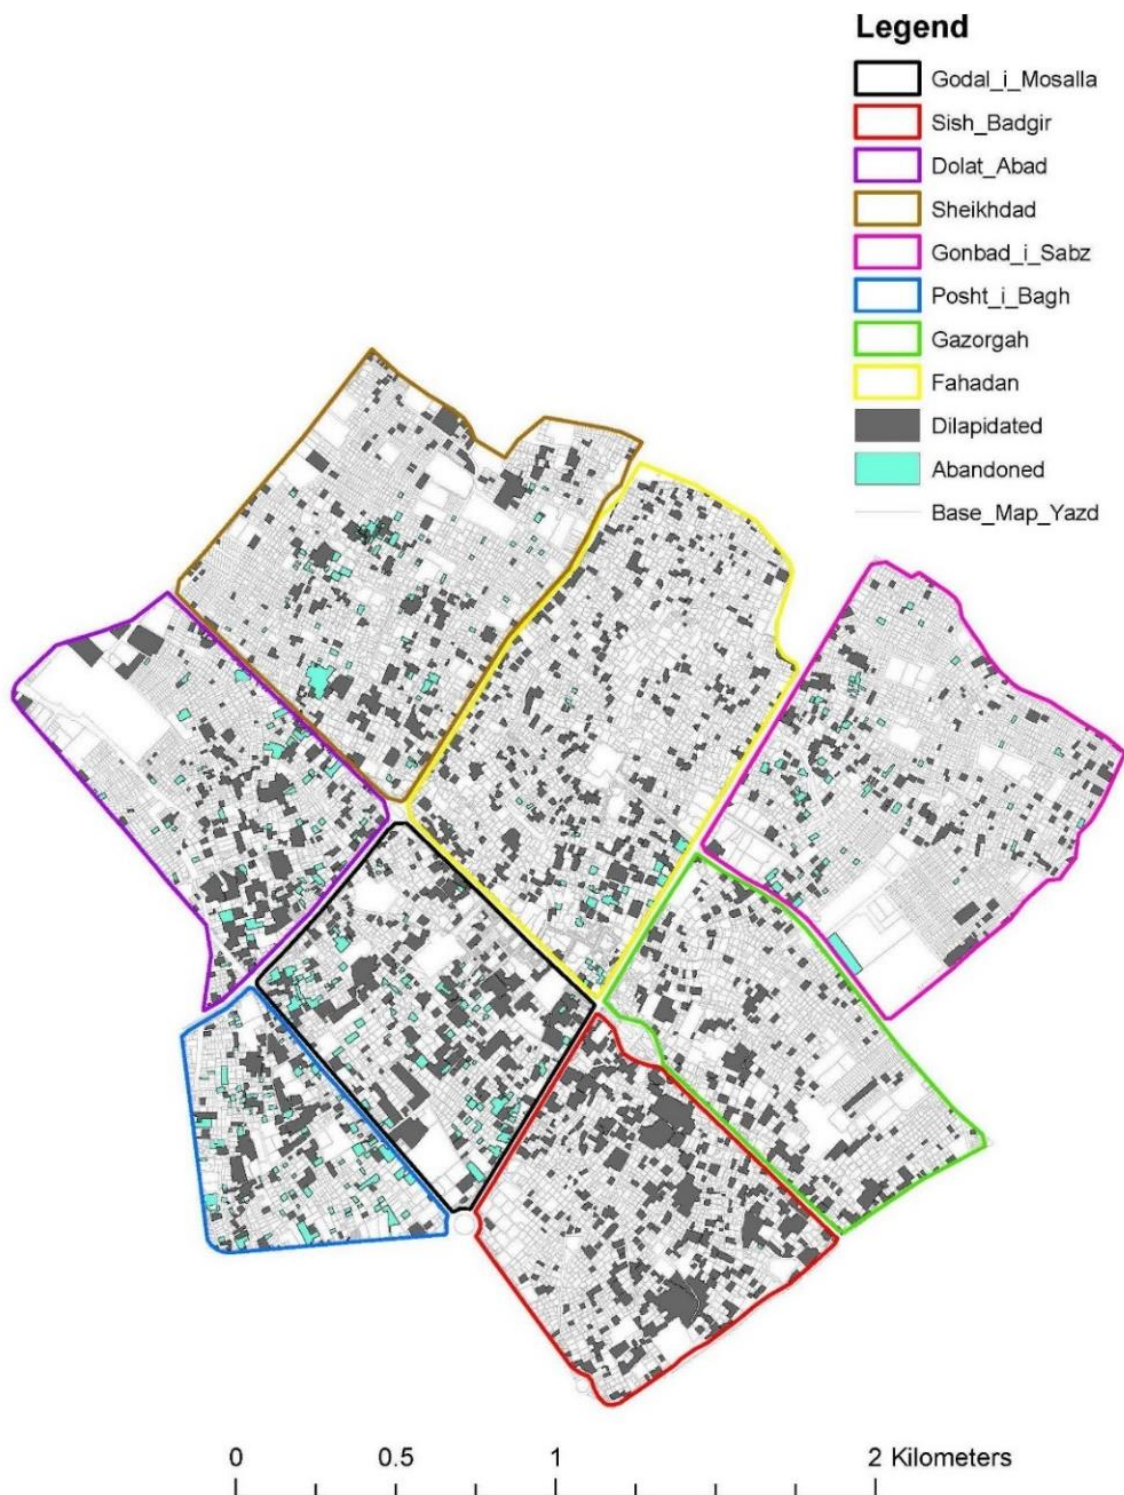 Legend
Godal_i_Mosalla
Sish_Badgir
Dolat_Abad
Sheikhdad
Gonbad_i_Sabz
Posht_i_Bagh
Gazorgah
Fahadan
Dilapidated
Abandoned
Base_Map_Yazd
0 0.5 1 2 Kilometers